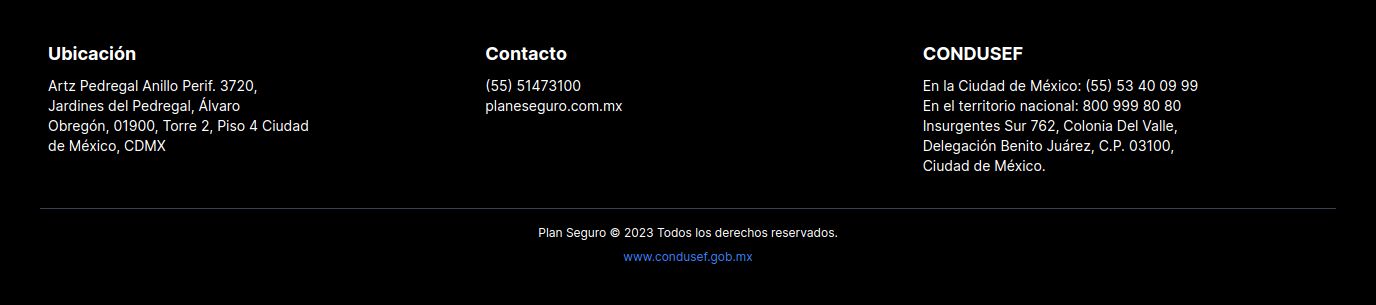 Ubicación
Artz Pedregal Anillo Perif. 3720,
Jardines del Pedregal, Álvaro
Obregón, 01900, Torre 2, Piso 4 Ciudad
de México, CDMX
Contacto
(55) 51473100
planeseguro.com.mx
CONDUSEF
En la Ciudad de México: (55) 53 40 09 99
En el territorio nacional: 800 999 80 80
Insurgentes Sur 762, Colonia Del Valle,
Delegación Benito Juárez, C.P. 03100,
Ciudad de México.
Plan Seguro © 2023 Todos los derechos reservados.
www.condusef.gob.mx